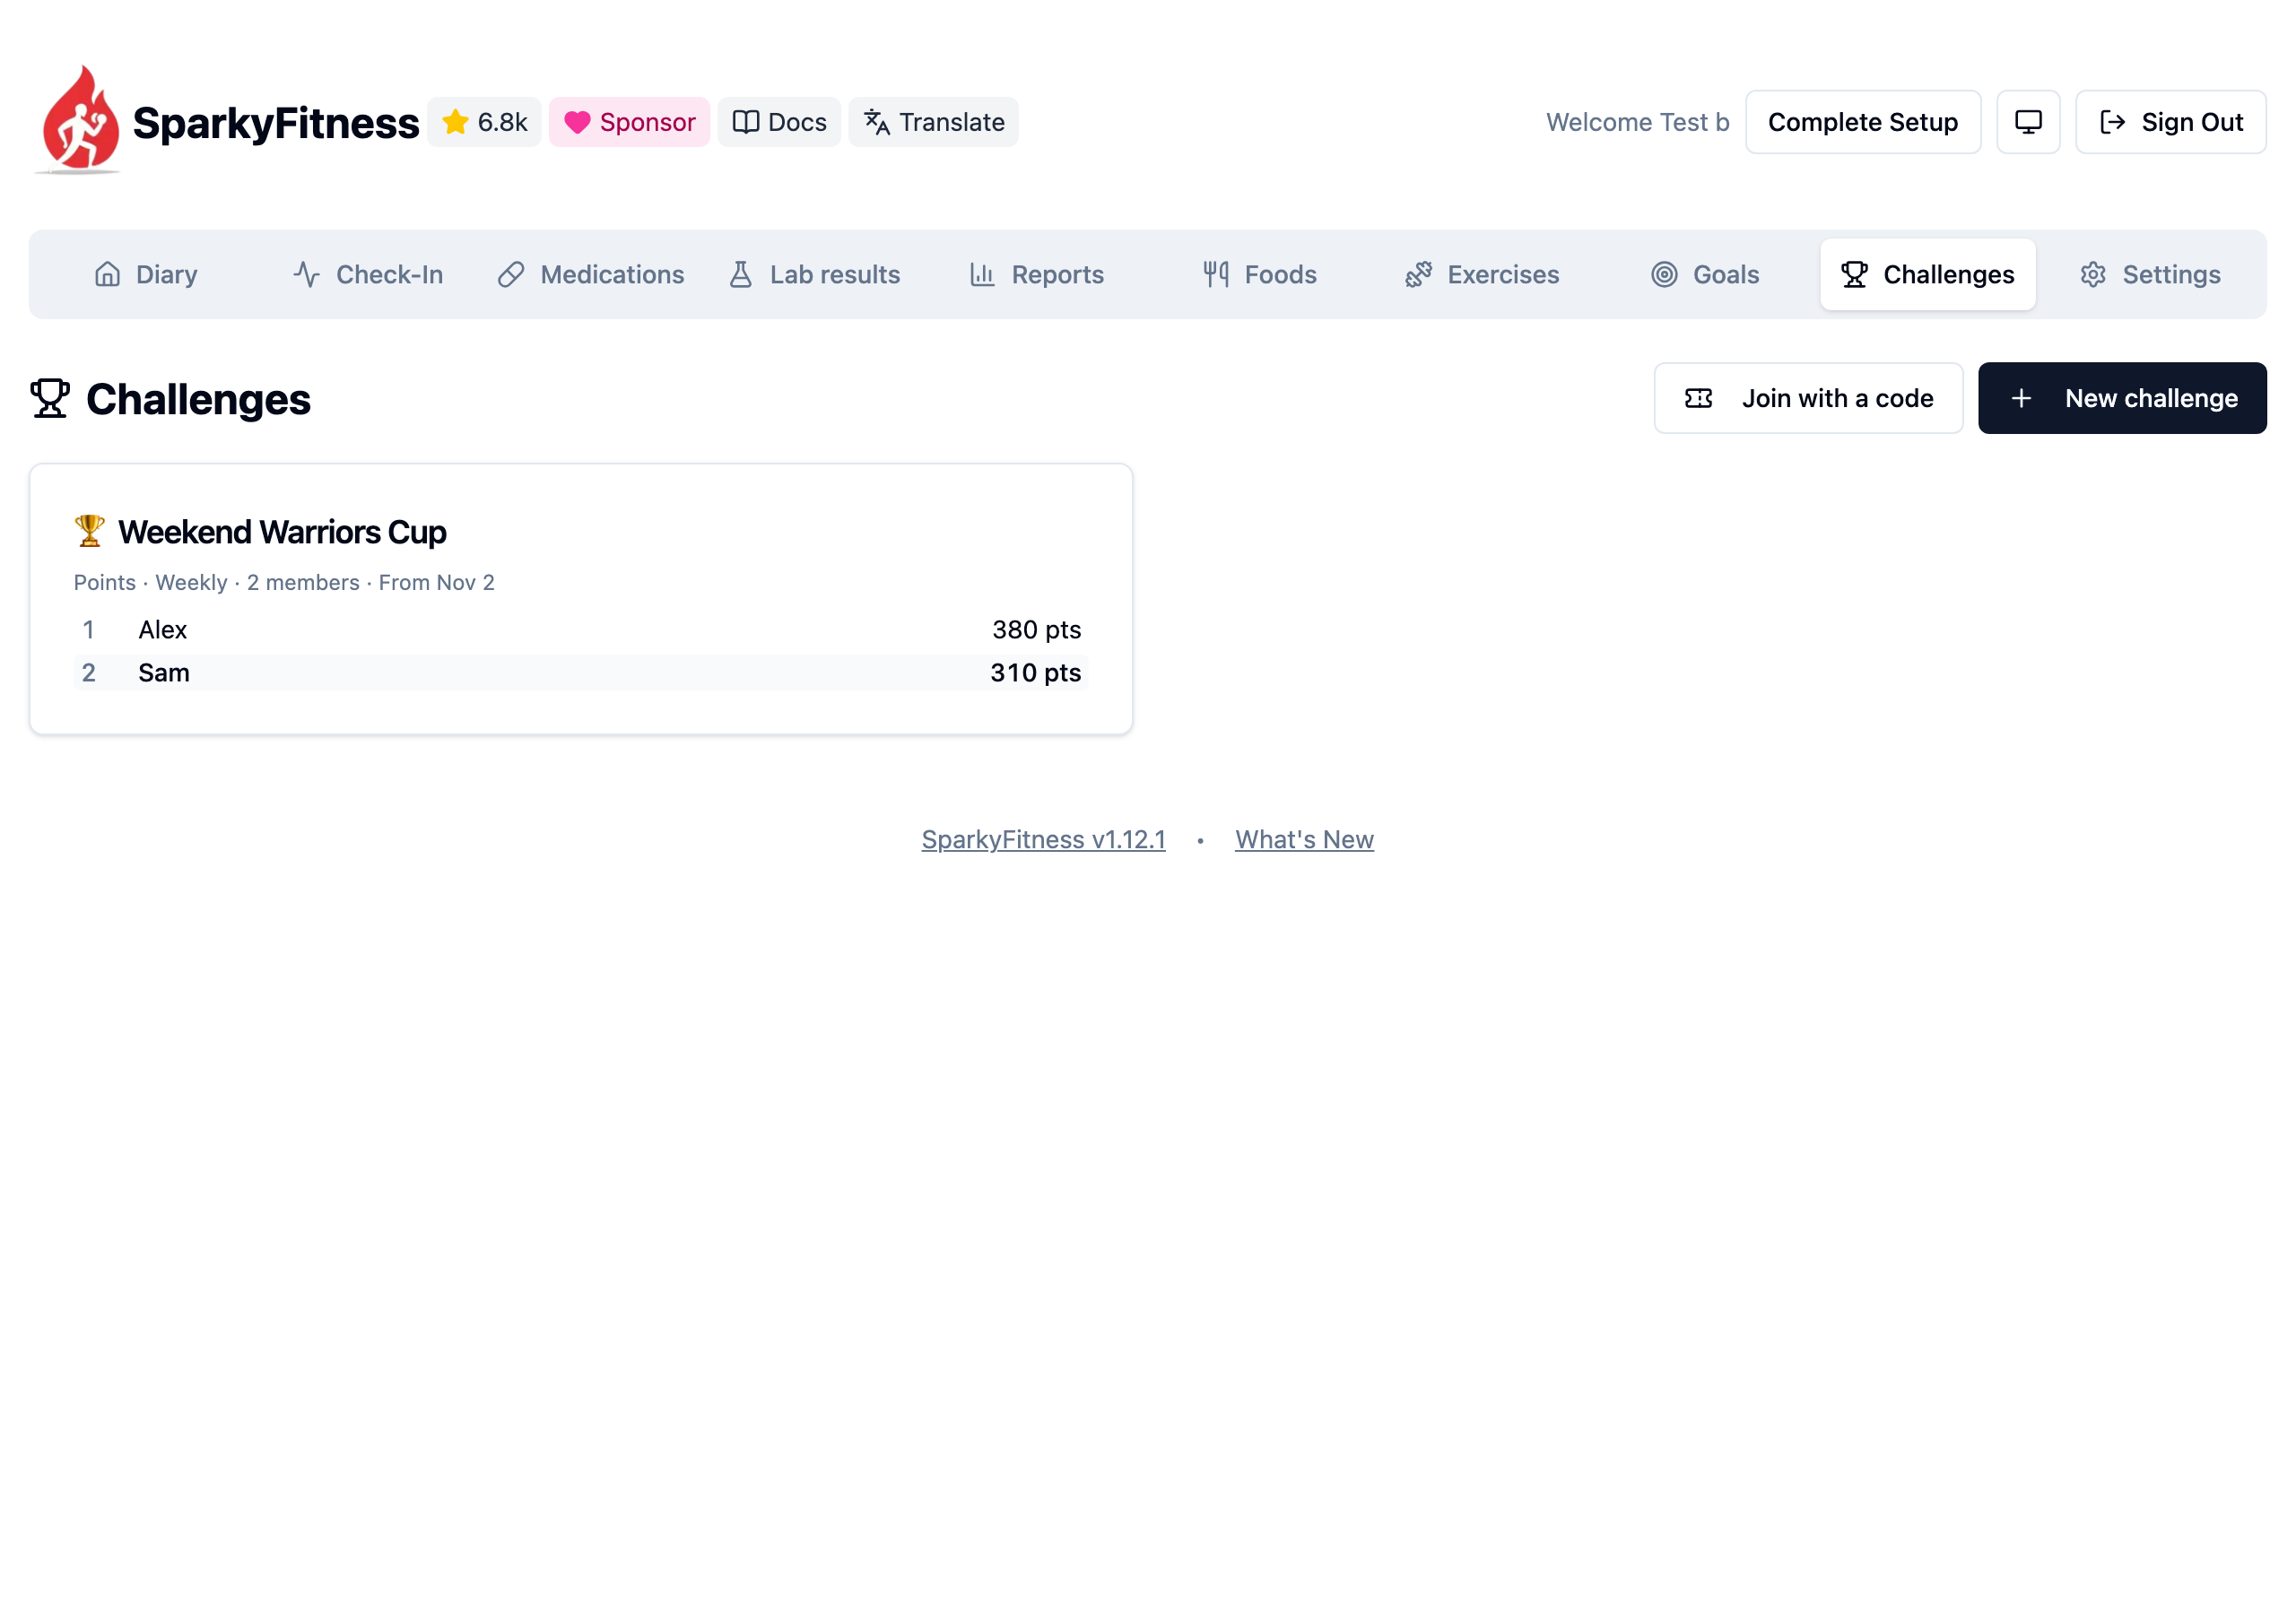 SparkyFitness 6.8k Sponsor Docs Translate Welcome Test b Complete Setup Sign Out
Diary Check-In Medications Lab results Reports Foods Exercises Goals Challenges Settings
Challenges Join with a code New challenge
Weekend Warriors Cup
Points · Weekly · 2 members · From Nov 2
1 Alex 380 pts
2 Sam 310 pts
SparkyFitness v1.12.1 • What's New